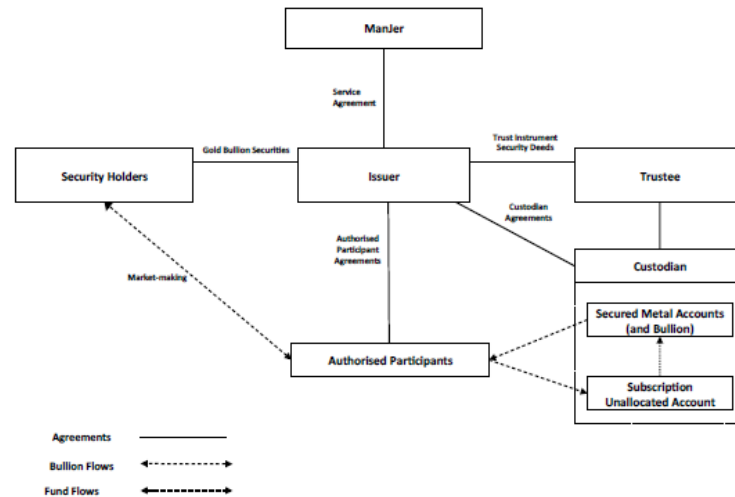 ManJer
Service
Agreement
Gold Bullion Securities
Trust Instrument
Security Deeds
Security Holders
Issuer
Trustee
Custodian
Agreements
Authorised
Participant
Agreements
Custodian
Market-making
Secured Metal Accounts
(and Bullion)
Authorised Participants
Subscription
Unallocated Account
Agreements
Bullion Flows
Fund Flows